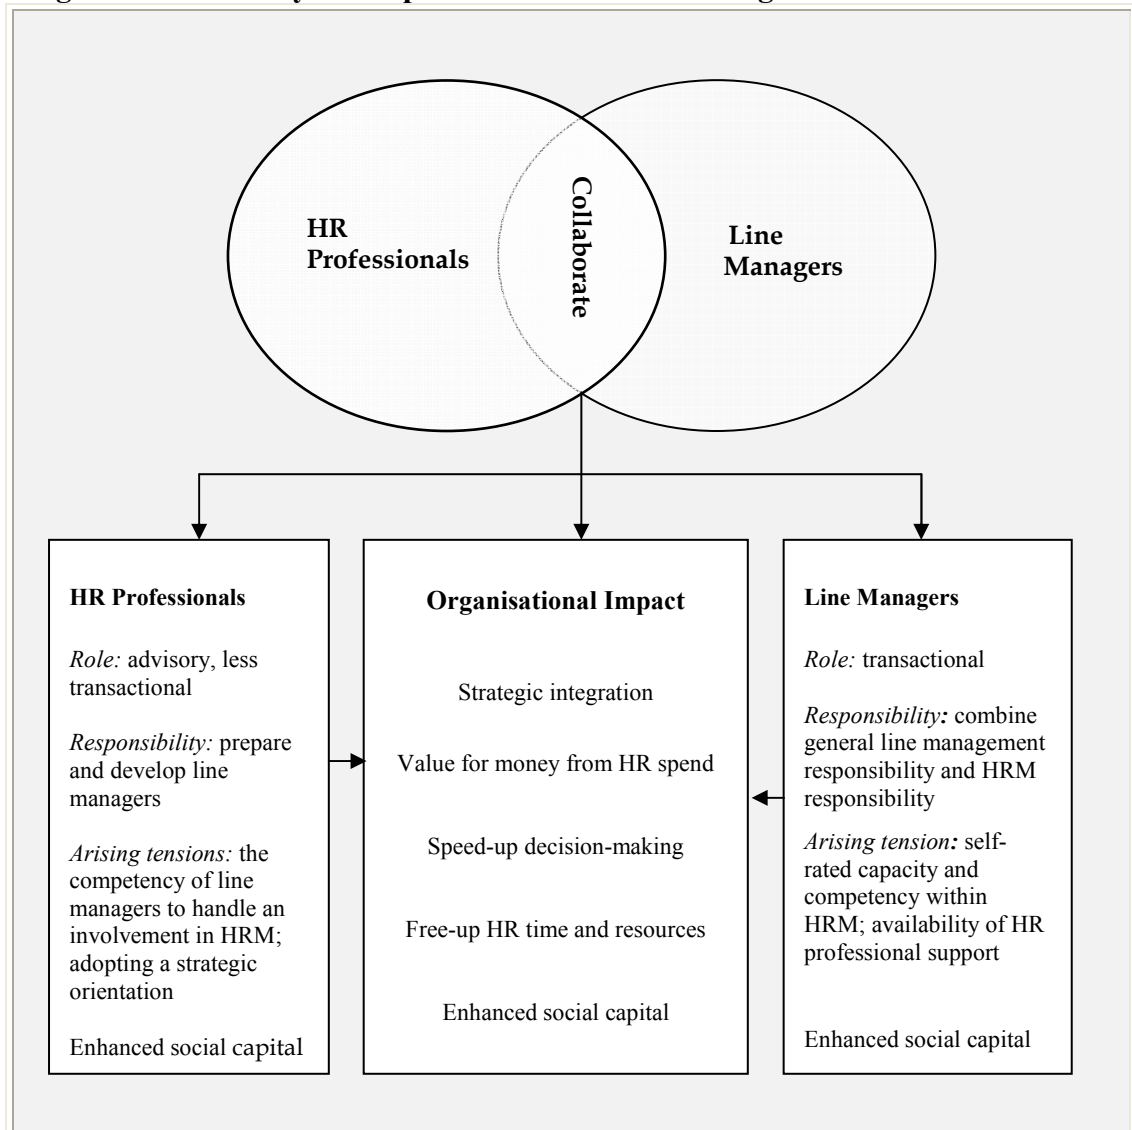 HR
Professionals
Collaborate
Line
Managers
HR Professionals
Role: advisory, less
transactional
Responsibility: prepare
and develop line
managers
Arising tensions: the
competency of line
managers to handle an
involvement in HRM;
adopting a strategic
orientation
Enhanced social capital
Organisational Impact
Strategic integration
Value for money from HR spend
Speed-up decision-making
Free-up HR time and resources
Enhanced social capital
Line Managers
Role: transactional
Responsibility: combine
general line management
responsibility and HRM
responsibility
Arising tension: self-
rated capacity and
competency within
HRM; availability of HR
professional support
Enhanced social capital